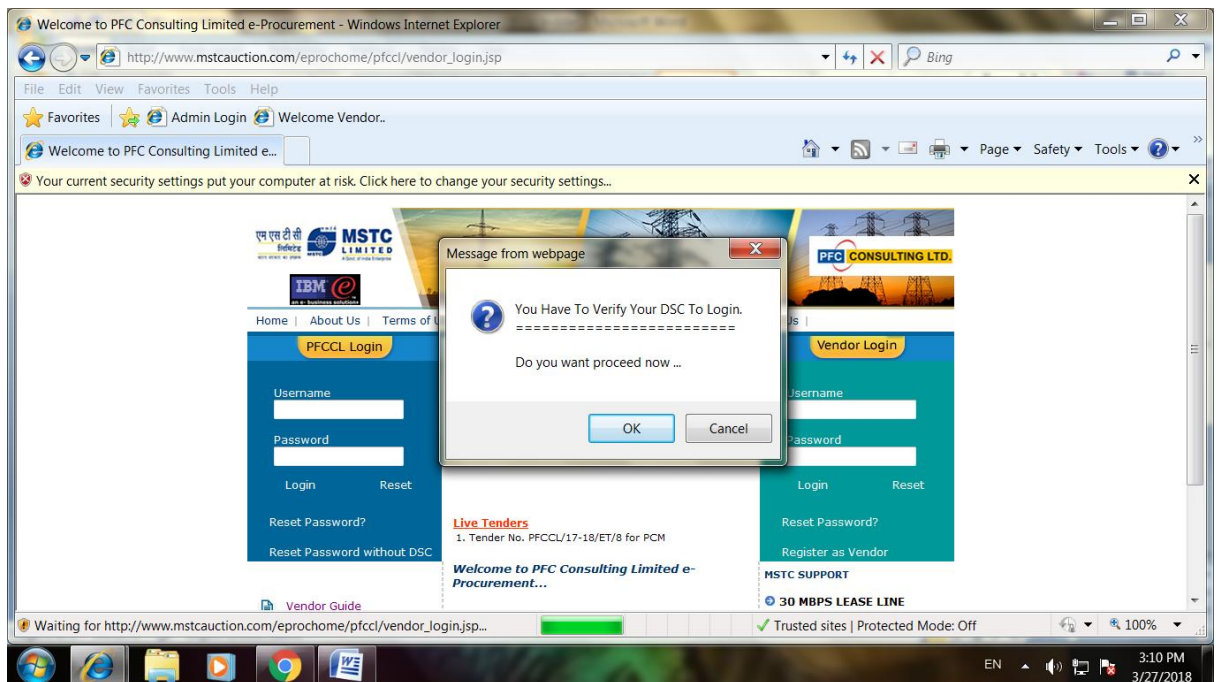 Welcome to PFC Consulting Limited e-Procurement - Windows Internet Explorer
http://www.mstcauction.com/eprochome/pfccl/vendor_login.jsp
Bing
File Edit View Favorites Tools Help
Favorites Admin Login Welcome Vendor..
Welcome to PFC Consulting Limited e...
Page Safety Tools
Your current security settings put your computer at risk. Click here to change your security settings...
एम एस टी सी
लिमिटेड
MSTC
LIMITED
PFC CONSULTING LTD.
IBM e
Home | About Us | Terms of
Us |
Message from webpage
You Have To Verify Your DSC To Login.
==========================
Do you want proceed now ...
OK Cancel
PFCCL Login
Username
Password
Login Reset
Reset Password?
Reset Password without DSC
Vendor Guide
Live Tenders
1. Tender No. PFCCL/17-18/ET/8 for PCM
Welcome to PFC Consulting Limited e-
Procurement...
Vendor Login
Username
Password
Login Reset
Reset Password?
Register as Vendor
MSTC SUPPORT
30 MBPS LEASE LINE
Waiting for http://www.mstcauction.com/eprochome/pfccl/vendor_login.jsp...
Trusted sites | Protected Mode: Off
100%
EN
3:10 PM
3/27/2018